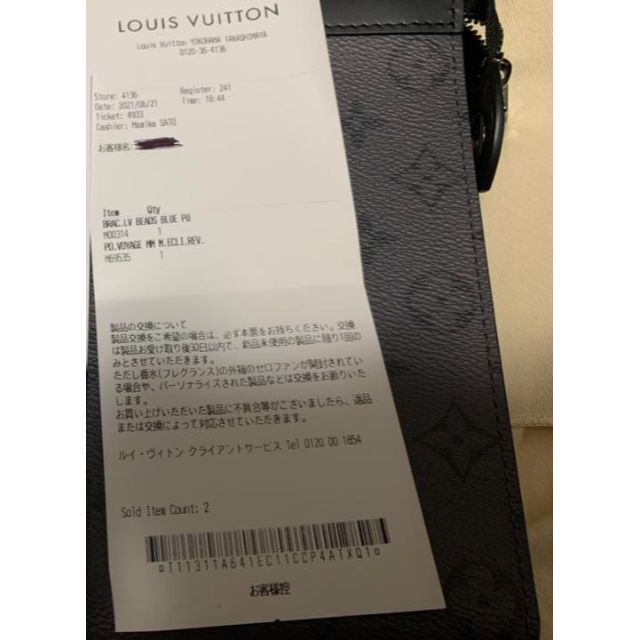 LOUIS VUITTON
Louis Vuitton YOKOHAMA TAKASHIMAYA
0120-36-4136
Store: 4136 Register: 241
Date: 2021/06/21 Time: 18:44
Ticket: 4933
Cashier: Mamika SATO
お客様名:
Item Qty
BRAC.LV BEADS BLUE PU
M00314 1
PO.VOYAGE MM M.ECLI.REV.
M69535 1
製品の交換について
製品交換をご希望の場合は、必ず本票をお持ちください。交換
は製品お受け取り後30日以内で、新品未使用の製品に限り1回の
みとさせていただきます。
ただし香水(フレグランス)の外箱のセロファンが開封されてい
る場合や、パーソナライズされた製品などは交換をお断りいた
します。
お買い上げいただいた製品に不具合等がございましたら、返品
または交換によって対応させていただきます。
ルイ・ヴィトン クライアントサービス Tel 0120 00 1854
Sold Item Count: 2
¤T11311A641EC11CCP4ATXQ1¤
お客様控